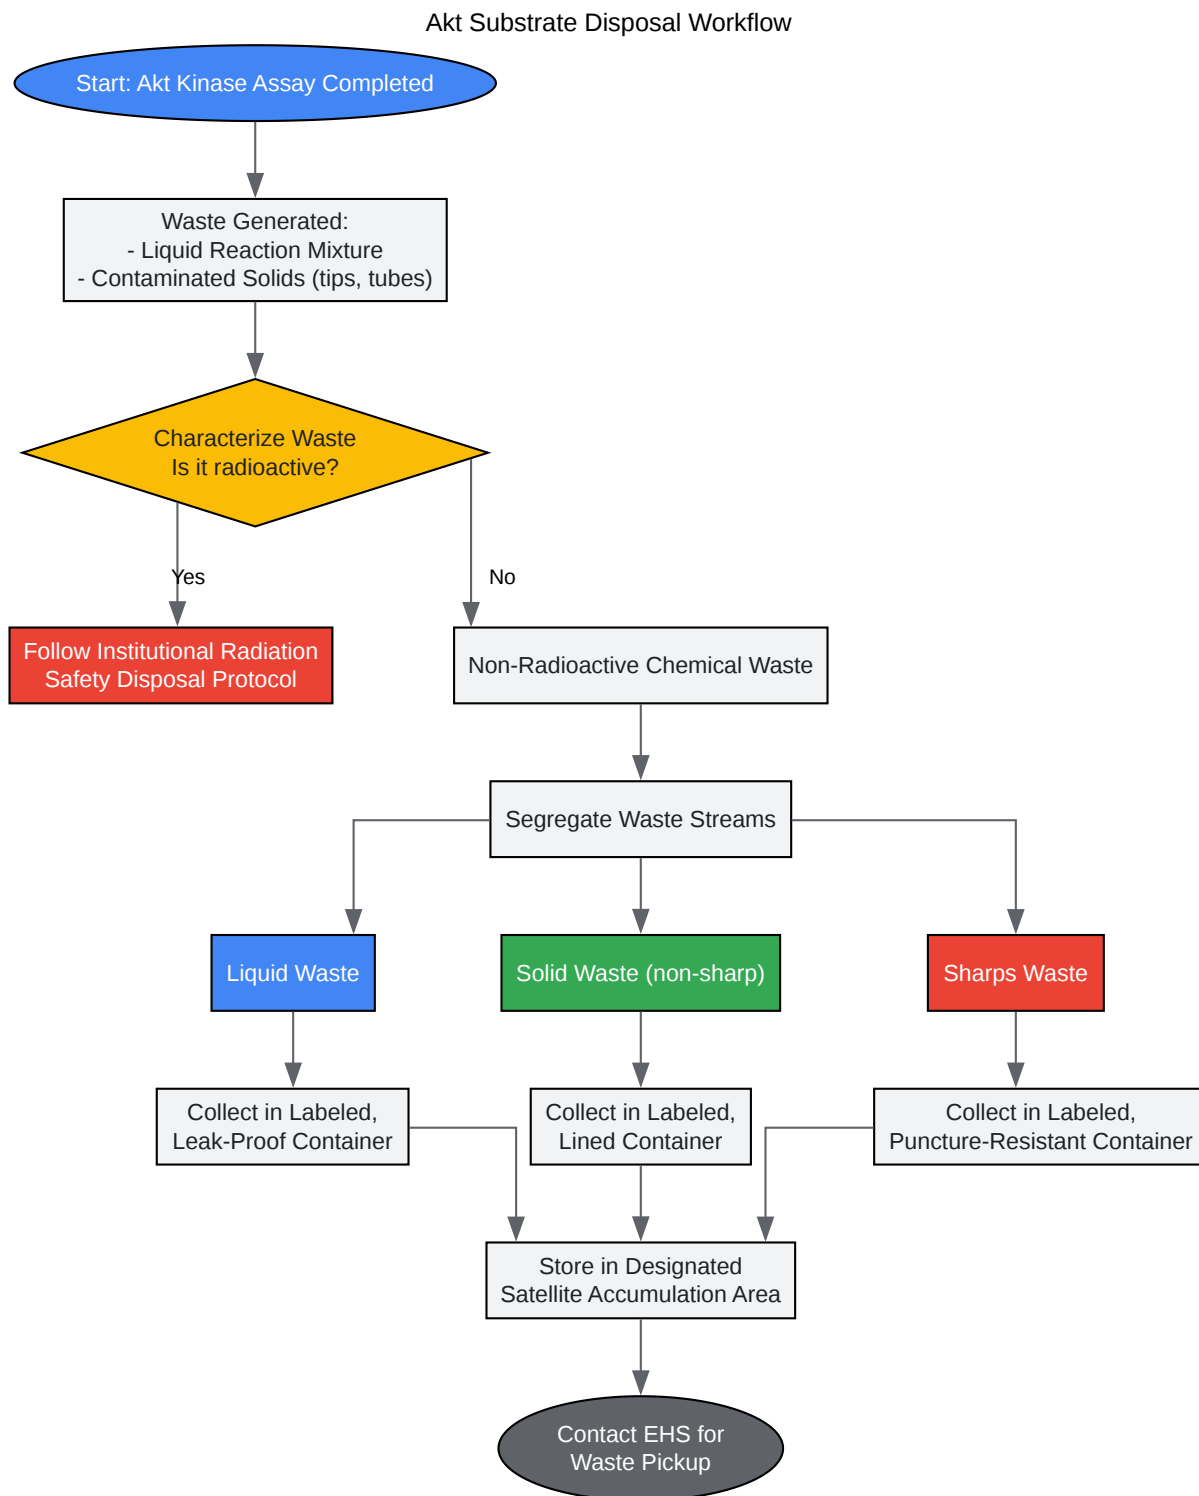 Akt Substrate Disposal Workflow
Start: Akt Kinase Assay Completed
Waste Generated:
- Liquid Reaction Mixture
- Contaminated Solids (tips, tubes)
Characterize Waste
Is it radioactive?
Yes
No
Follow Institutional Radiation
Safety Disposal Protocol
Non-Radioactive Chemical Waste
Segregate Waste Streams
Liquid Waste
Solid Waste (non-sharp)
Sharps Waste
Collect in Labeled,
Leak-Proof Container
Collect in Labeled,
Lined Container
Collect in Labeled,
Puncture-Resistant Container
Store in Designated
Satellite Accumulation Area
Contact EHS for
Waste Pickup